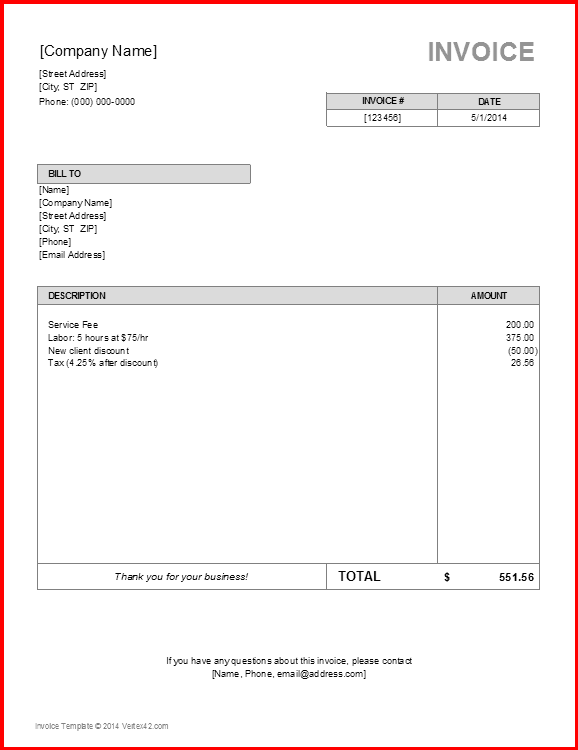 [Company Name]
INVOICE
[Street Address]
[City, ST  ZIP]
Phone: (000) 000-0000
INVOICE # DATE
[123456] 5/1/2014
BILL TO
[Name]
[Company Name]
[Street Address]
[City, ST  ZIP]
[Phone]
[Email Address]
DESCRIPTION AMOUNT
Service Fee 200.00
Labor: 5 hours at $75/hr 375.00
New client discount (50.00)
Tax (4.25% after discount) 26.56
Thank you for your business! TOTAL $ 551.56
If you have any questions about this invoice, please contact
[Name, Phone, email@address.com]
Invoice Template © 2014 Vertex42.com